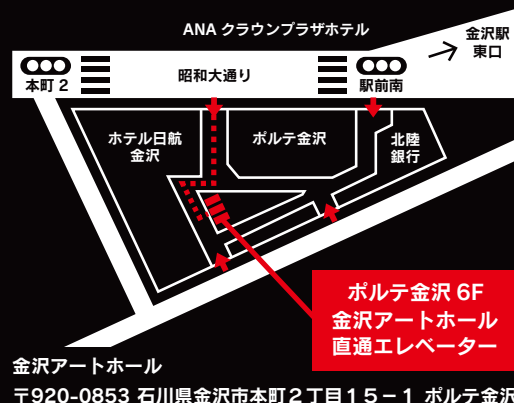 ANA クラウンプラザホテル
金沢駅
東口
本町 2
昭和大通り
駅前南
ホテル日航
金沢
ポルテ金沢
北陸
銀行
ポルテ金沢 6F
金沢アートホール
直通エレベーター
金沢アートホール
〒920-0853 石川県金沢市本町２丁目１５−１ ポルテ金沢